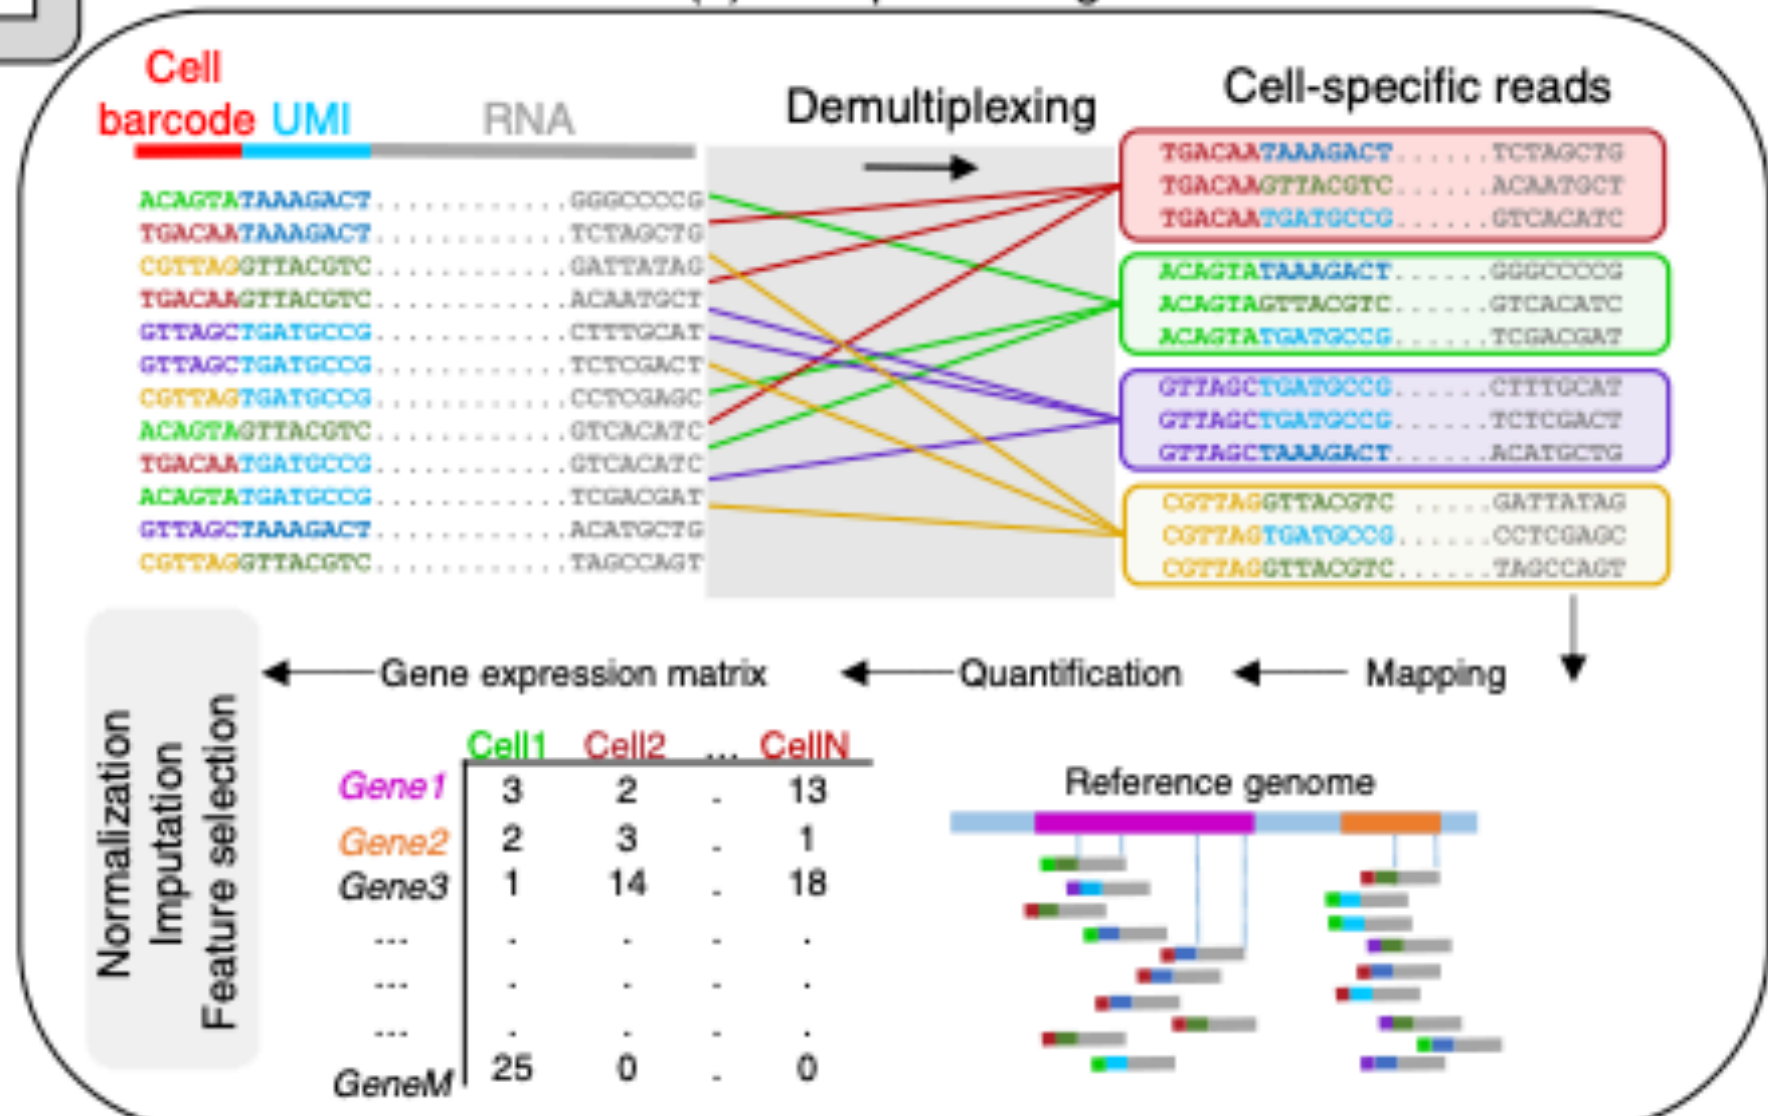 Cell
barcode UMI RNA
Demultiplexing
Cell-specific reads
ACAGTATAAAGACT............GGGCCCCG
TGACAATAAAGACT............TCTAGCTG
CGTTAGGTTACGTC............GATTATAG
TGACAAGTTACGTC............ACAATGCT
GTTAGCTGATGCCG............CTTTGCAT
GTTAGCTGATGCCG............TCTCGACT
CGTTAGTGATGCCG............CCTCGAGC
ACAGTAGTTACGTC............GTCACATC
TGACAATGATGCCG............GTCACATC
ACAGTATGATGCCG............TCGACGAT
GTTAGCTAAAGACT............ACATGCTG
CGTTAGGTTACGTC............TAGCCAGT
TGACAATAAAGACT......TCTAGCTG
TGACAAGTTACGTC......ACAATGCT
TGACAATGATGCCG......GTCACATC
ACAGTATAAAGACT......GGGCCCCG
ACAGTAGTTACGTC......GTCACATC
ACAGTATGATGCCG......TCGACGAT
GTTAGCTGATGCCG......CTTTGCAT
GTTAGCTGATGCCG......TCTCGACT
GTTAGCTAAAGACT......ACATGCTG
CGTTAGGTTACGTC .....GATTATAG
CGTTAGTGATGCCG......CCTCGAGC
CGTTAGGTTACGTC......TAGCCAGT
Mapping
Quantification
Gene expression matrix
Normalization
Imputation
Feature selection
Cell1 Cell2 ... CellN
Gene1 3 2 . 13
Gene2 2 3 . 1
Gene3 1 14 . 18
--- . . . .
--- . . . .
--- . . . .
GeneM 25 0 . 0
Reference genome